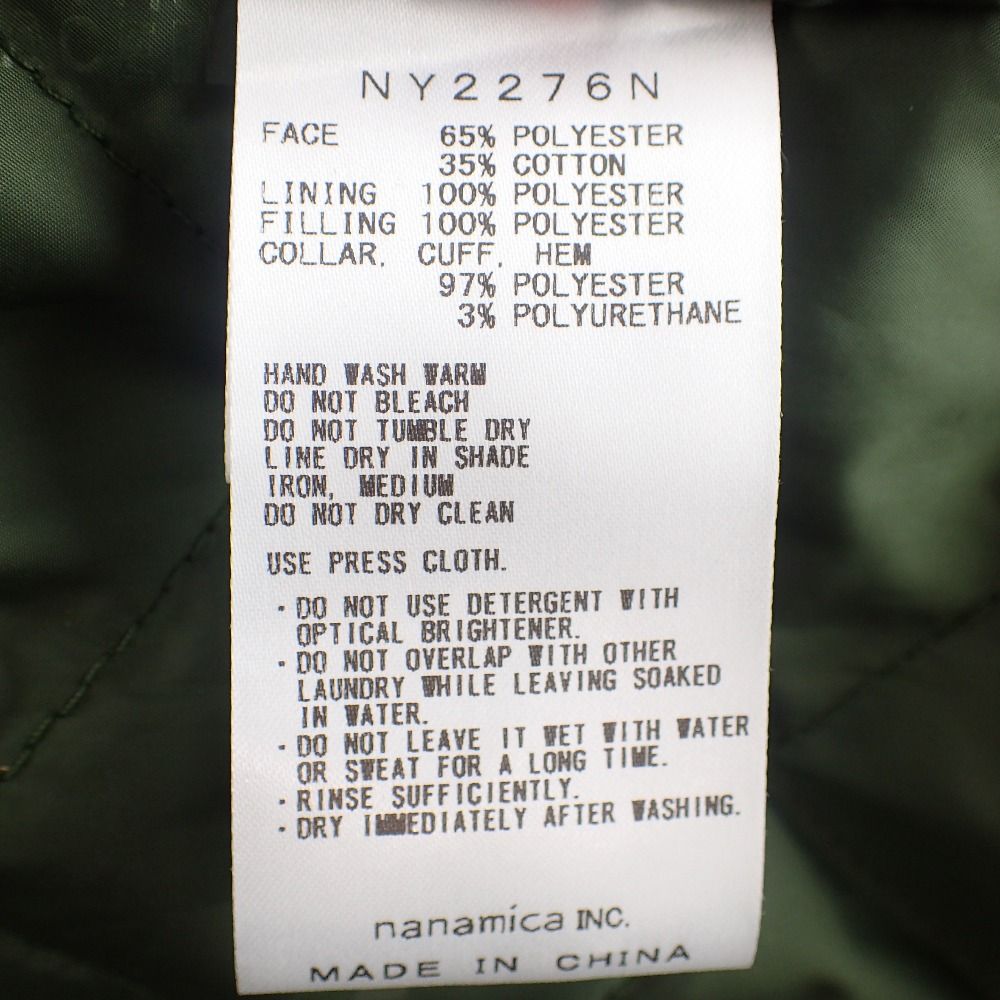 NY2276N
FACE 65% POLYESTER
35% COTTON
LINING 100% POLYESTER
FILLING 100% POLYESTER
COLLAR, CUFF, HEM
97% POLYESTER
3% POLYURETHANE
HAND WASH WARM
DO NOT BLEACH
DO NOT TUMBLE DRY
LINE DRY IN SHADE
IRON, MEDIUM
DO NOT DRY CLEAN
USE PRESS CLOTH.
・DO NOT USE DETERGENT WITH
OPTICAL BRIGHTENER.
・DO NOT OVERLAP WITH OTHER
LAUNDRY WHILE LEAVING SOAKED
IN WATER.
・DO NOT LEAVE IT WET WITH WATER
OR SWEAT FOR A LONG TIME.
・RINSE SUFFICIENTLY.
・DRY IMMEDIATELY AFTER WASHING.
nanamica INC.
MADE IN CHINA